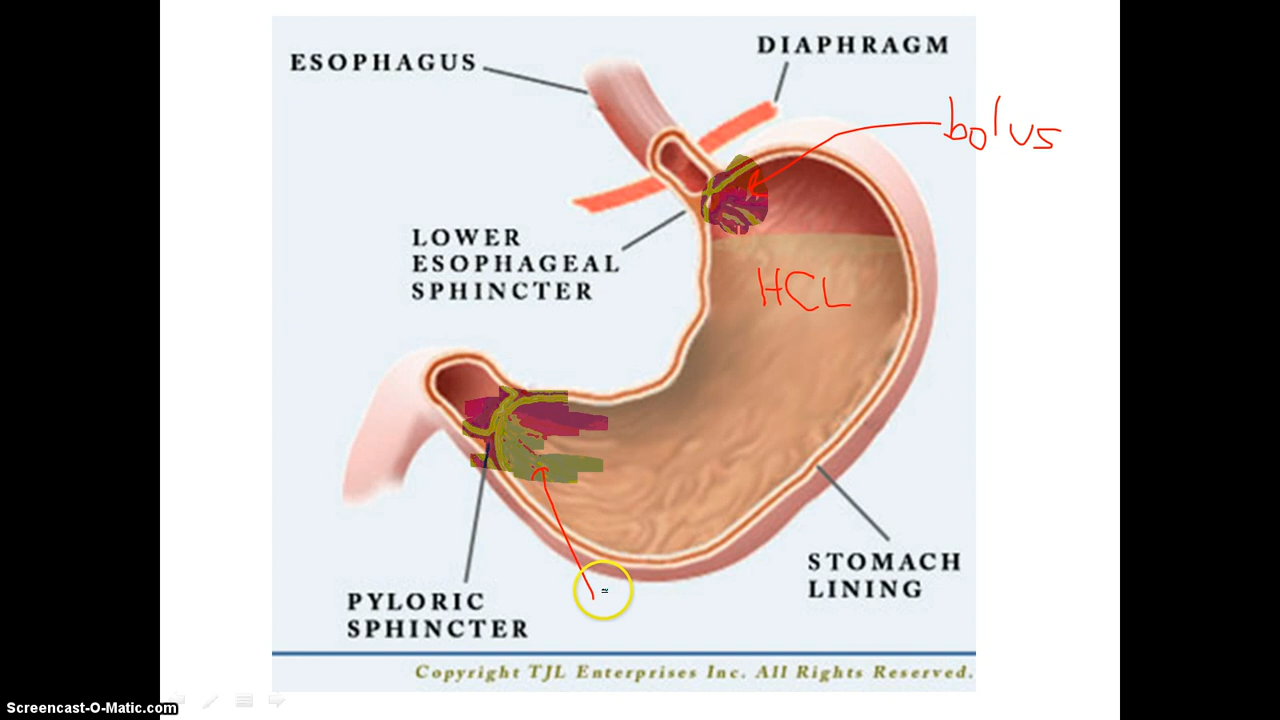 ESOPHAGUS
DIAPHRAGM
bolus
LOWER
ESOPHAGEAL
SPHINCTER
HCL
STOMACH
LINING
PYLORIC
SPHINCTER
Copyright TJL Enterprises Inc. All Rights Reserved.
Screencast-O-Matic.com